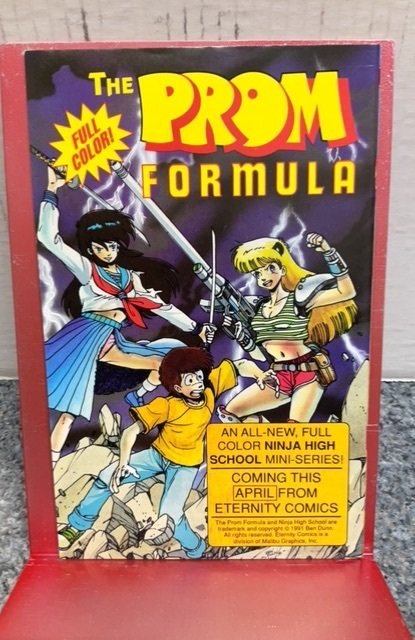 THE PROM
FORMULA
FULL
COLOR!
AN ALL-NEW, FULL
COLOR NINJA HIGH
SCHOOL MINI-SERIES!
COMING THIS
APRIL FROM
ETERNITY COMICS
The Prom Formula and Ninja High School are
trademark and copyright © 1991 Ben Dunn.
All rights reserved. Eternity Comics is a
division of Malibu Graphics, Inc.